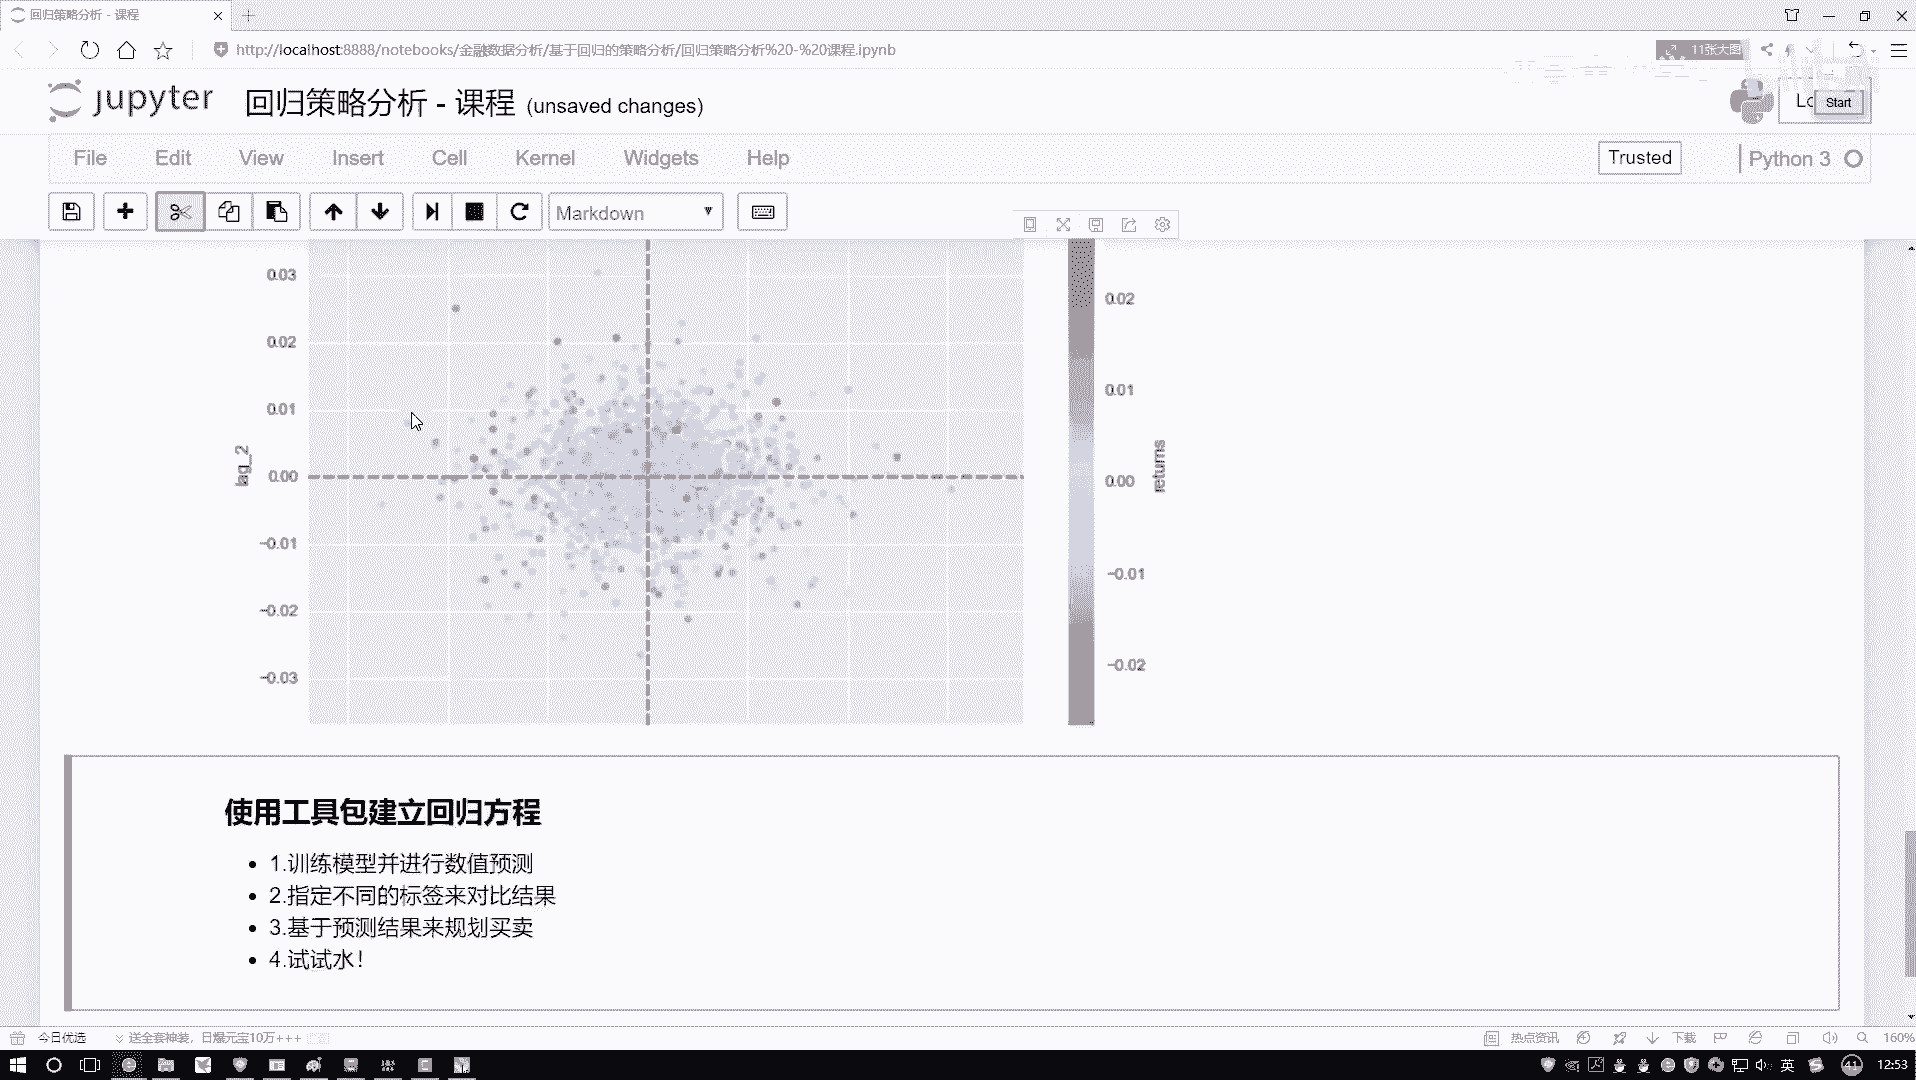 回归策略分析 - 课程
http://localhost:8888/notebooks/金融数据分析/基于回归的策略分析/回归策略分析%20-%20课程.ipynb
11张大图
jupyter 回归策略分析 - 课程 (unsaved changes)
Start
File Edit View Insert Cell Kernel Widgets Help
Trusted
Python 3
Markdown
0.03
0.02
0.01
0.00
-0.01
-0.02
-0.03
lag_2
0.02
0.01
0.00
-0.01
-0.02
returns
使用工具包建立回归方程
1.训练模型并进行数值预测
2.指定不同的标签来对比结果
3.基于预测结果来规划买卖
4.试试水！
今日优选
送全套神装，日爆元宝10万+++
热点资讯
下载
160%
英
41
12:53